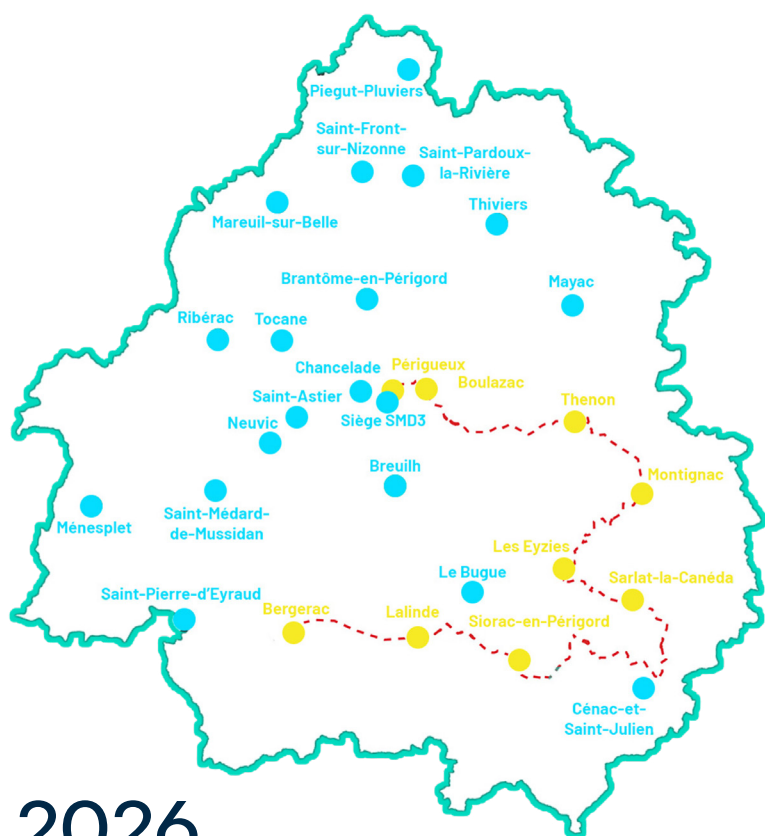 Piegut-Pluviers
Saint-Front-
sur-Nizonne
Saint-Pardoux-
la-Rivière
Thiviers
Mareuil-sur-Belle
Brantôme-en-Périgord
Mayac
Ribérac
Tocane
Chancelade
Périgueux
Boulazac
Saint-Astier
Siège SMD3
Thenon
Neuvic
Breuilh
Montignac
Ménesplet
Saint-Médard-
de-Mussidan
Les Eyzies
Le Bugue
Sarlat-la-Canéda
Saint-Pierre-d'Eyraud
Bergerac
Lalinde
Siorac-en-Périgord
Cénac-et-
Saint-Julien
2026